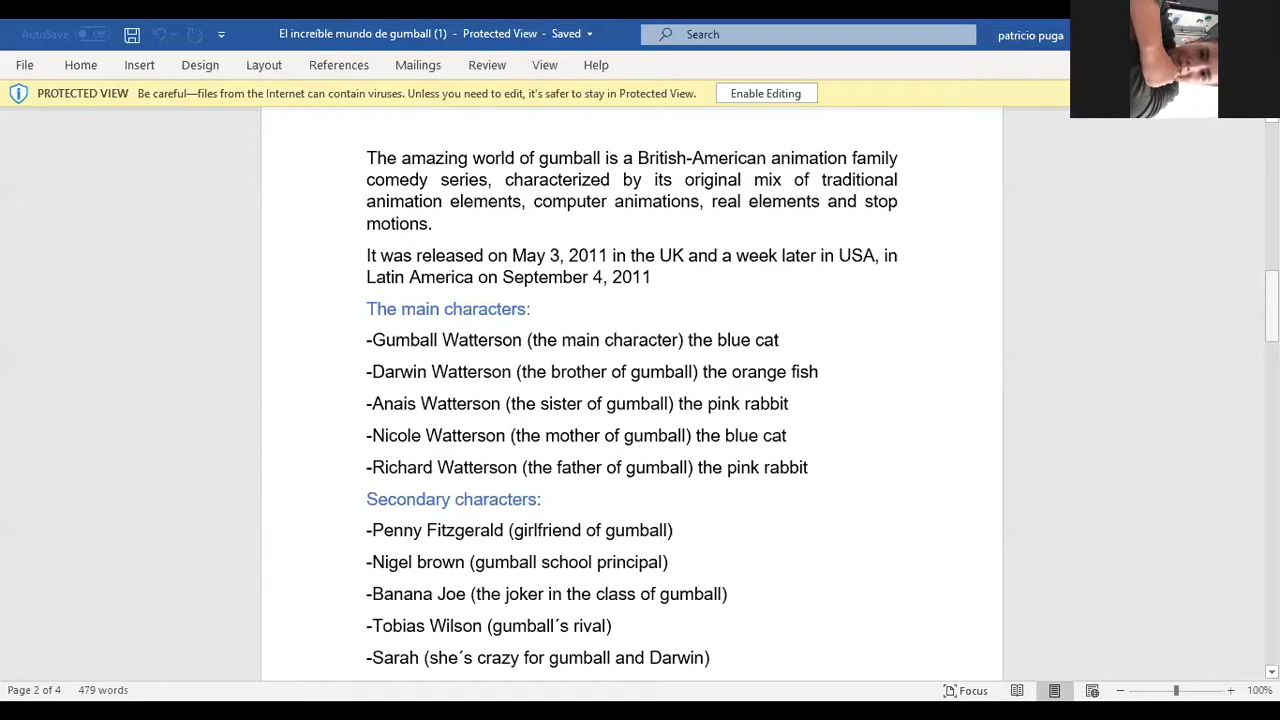 AutoSave Off El increíble mundo de gumball (1) - Protected View - Saved Search patricio puga
File Home Insert Design Layout References Mailings Review View Help
PROTECTED VIEW Be careful—files from the Internet can contain viruses. Unless you need to edit, it's safer to stay in Protected View. Enable Editing
The amazing world of gumball is a British-American animation family
comedy series, characterized by its original mix of traditional
animation elements, computer animations, real elements and stop
motions.
It was released on May 3, 2011 in the UK and a week later in USA, in
Latin America on September 4, 2011
The main characters:
-Gumball Watterson (the main character) the blue cat
-Darwin Watterson (the brother of gumball) the orange fish
-Anais Watterson (the sister of gumball) the pink rabbit
-Nicole Watterson (the mother of gumball) the blue cat
-Richard Watterson (the father of gumball) the pink rabbit
Secondary characters:
-Penny Fitzgerald (girlfriend of gumball)
-Nigel brown (gumball school principal)
-Banana Joe (the joker in the class of gumball)
-Tobias Wilson (gumball´s rival)
-Sarah (she´s crazy for gumball and Darwin)
Page 2 of 4 479 words Focus 100%